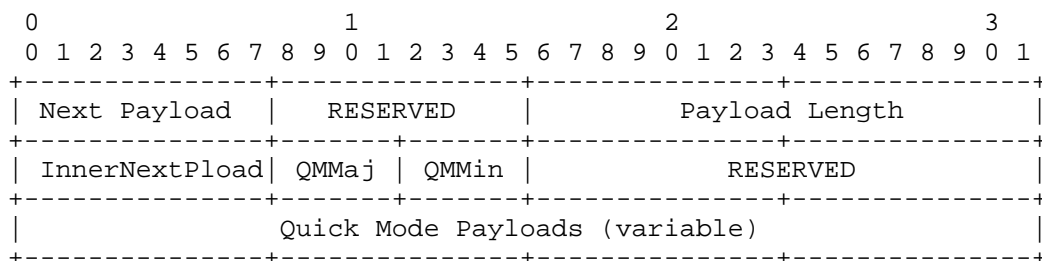 0                   1                   2                   3
 0 1 2 3 4 5 6 7 8 9 0 1 2 3 4 5 6 7 8 9 0 1 2 3 4 5 6 7 8 9 0 1
+---------------+---------------+---------------+---------------+
| Next Payload  |   RESERVED    |         Payload Length        |
+---------------+-------+-------+---------------+---------------+
| InnerNextPload| QMMaj | QMMin |            RESERVED           |
+---------------+-------+-------+---------------+---------------+
|                Quick Mode Payloads (variable)                 |
+---------------+---------------+---------------+---------------+